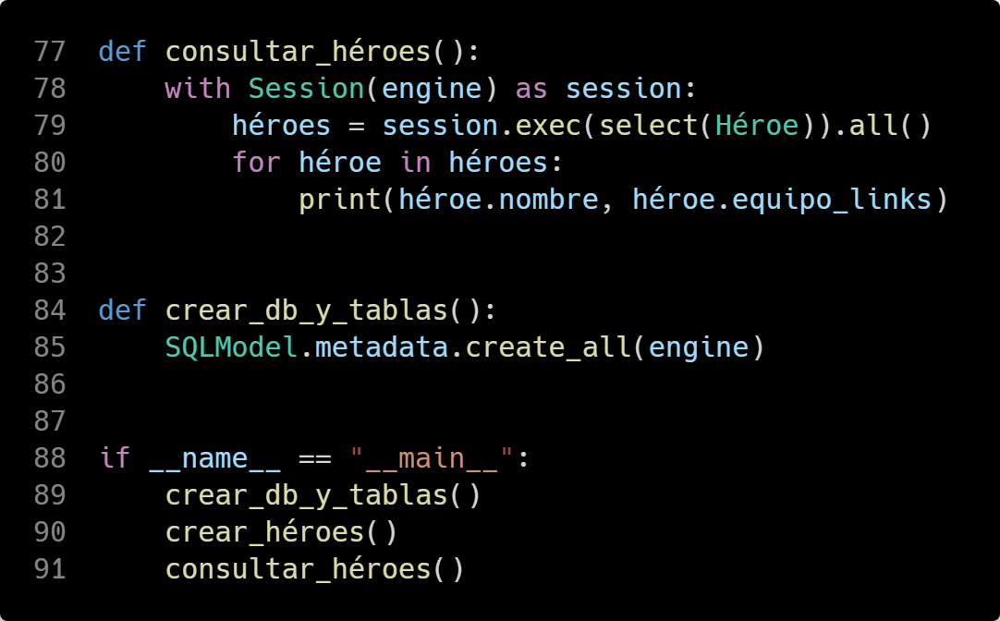 77 def consultar_héroes():
78     with Session(engine) as session:
79         héroes = session.exec(select(Héroe)).all()
80         for héroe in héroes:
81             print(héroe.nombre, héroe.equipo_links)
82
83
84 def crear_db_y_tablas():
85     SQLModel.metadata.create_all(engine)
86
87
88 if __name__ == "__main__":
89     crear_db_y_tablas()
90     crear_héroes()
91     consultar_héroes()